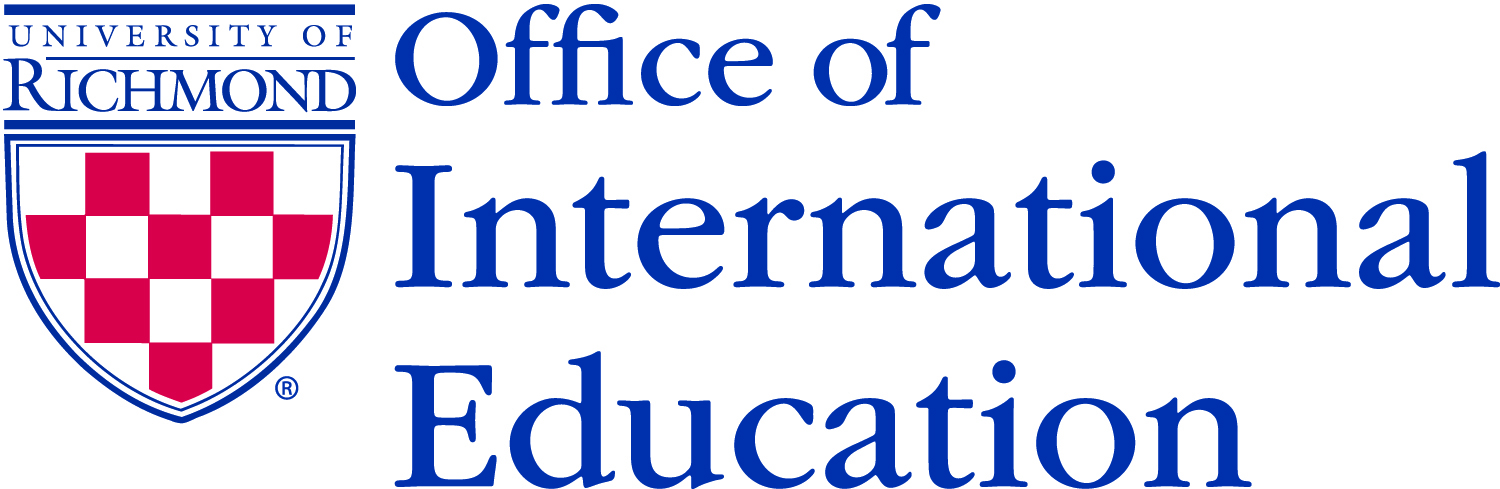 UNIVERSITY OF
RICHMOND
®
Office of
International
Education